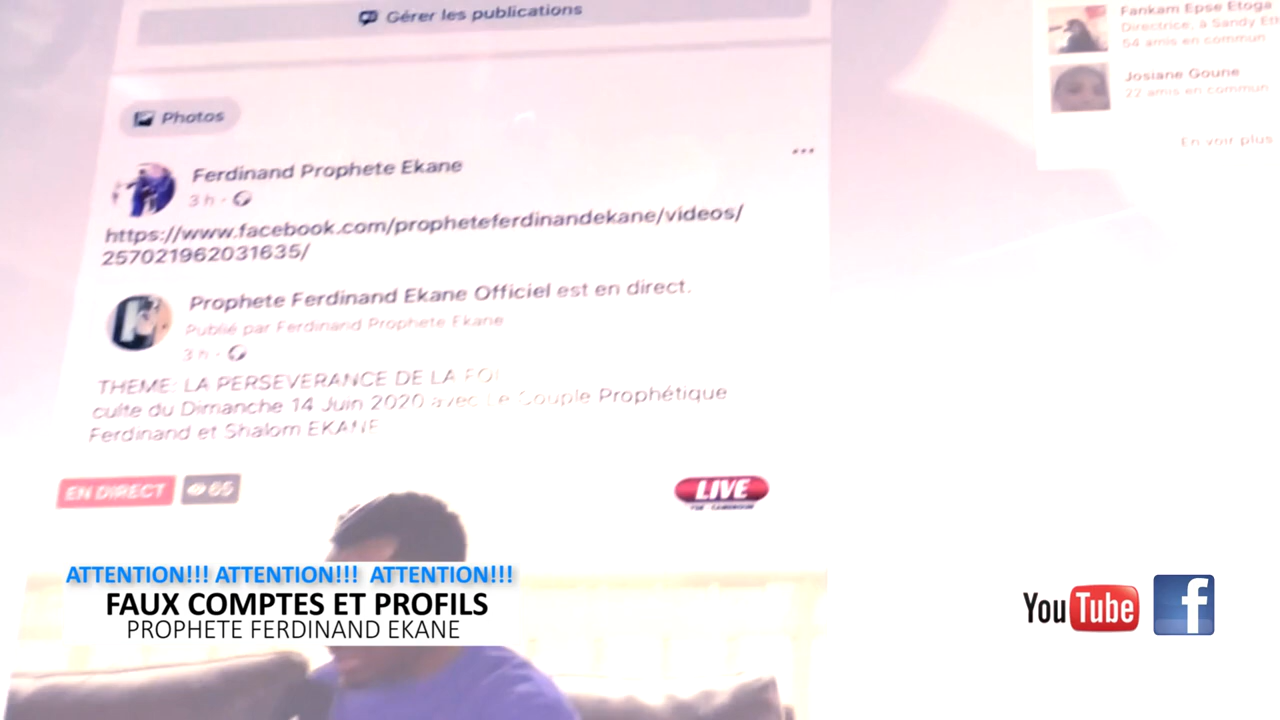 Gérer les publications
Photos
Ferdinand Prophete Ekane
3 h
https://www.facebook.com/propheteferdinandekane/videos/
257021962031635/
Prophete Ferdinand Ekane Officiel est en direct.
Publié par Ferdinand Prophete Ekane
3 h
THEME: LA PERSEVERANCE DE LA FOI
culte du Dimanche 14 Juin 2020 avec Le Couple Prophétique
Ferdinand et Shalom EKANE
EN DIRECT 65
LIVE
ATTENTION!!! ATTENTION!!! ATTENTION!!!
FAUX COMPTES ET PROFILS
PROPHETE FERDINAND EKANE
Fankam Epse Etoga
Directrice, à Sandy
54 amis en commun
Josiane Goune
22 amis en commun
En voir plus
YouTube f